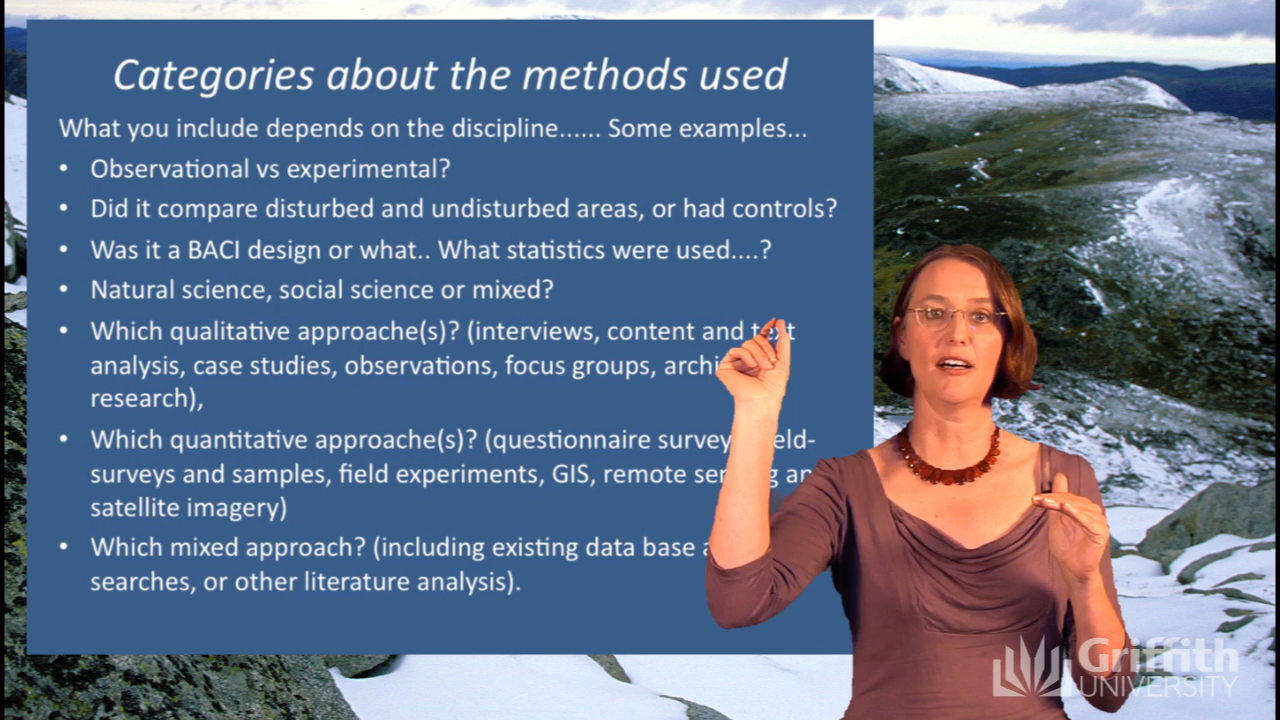 Categories about the methods used
What you include depends on the discipline...... Some examples...
• Observational vs experimental?
• Did it compare disturbed and undisturbed areas, or had controls?
• Was it a BACI design or what.. What statistics were used....?
• Natural science, social science or mixed?
• Which qualitative approache(s)? (interviews, content and text
analysis, case studies, observations, focus groups,
research),
• Which quantitative approache(s)? (questionnaire
surveys and samples, field experiments, GIS, remote
satellite imagery)
• Which mixed approach? (including existing data base
searches, or other literature analysis).
Griffith
UNIVERSITY